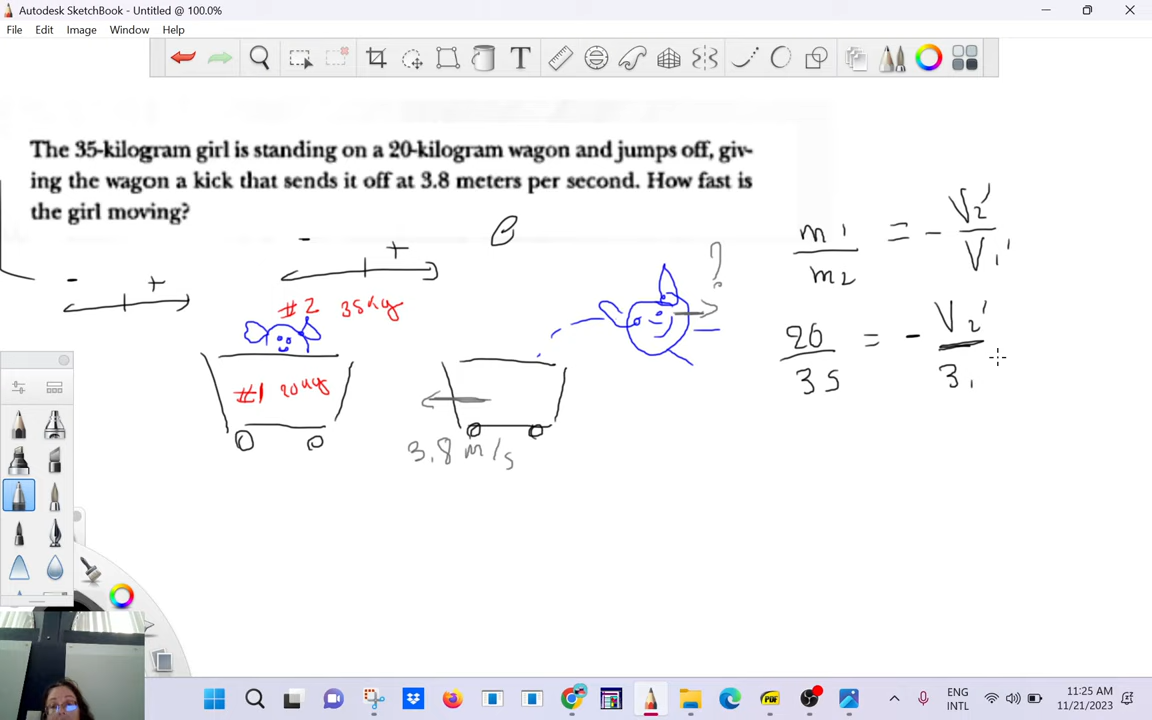 Autodesk SketchBook - Untitled @ 100.0%
File Edit Image Window Help
T
The 35-kilogram girl is standing on a 20-kilogram wagon and jumps off, giv-
ing the wagon a kick that sends it off at 3.8 meters per second. How fast is
the girl moving?
- +
- +
#2 35kg
#1 20kg
3.8 m/s
?
m1/m2 = - V2'/V1'
20/35 = - V2'/3.
ENG
INTL
11:25 AM
11/21/2023
PDF